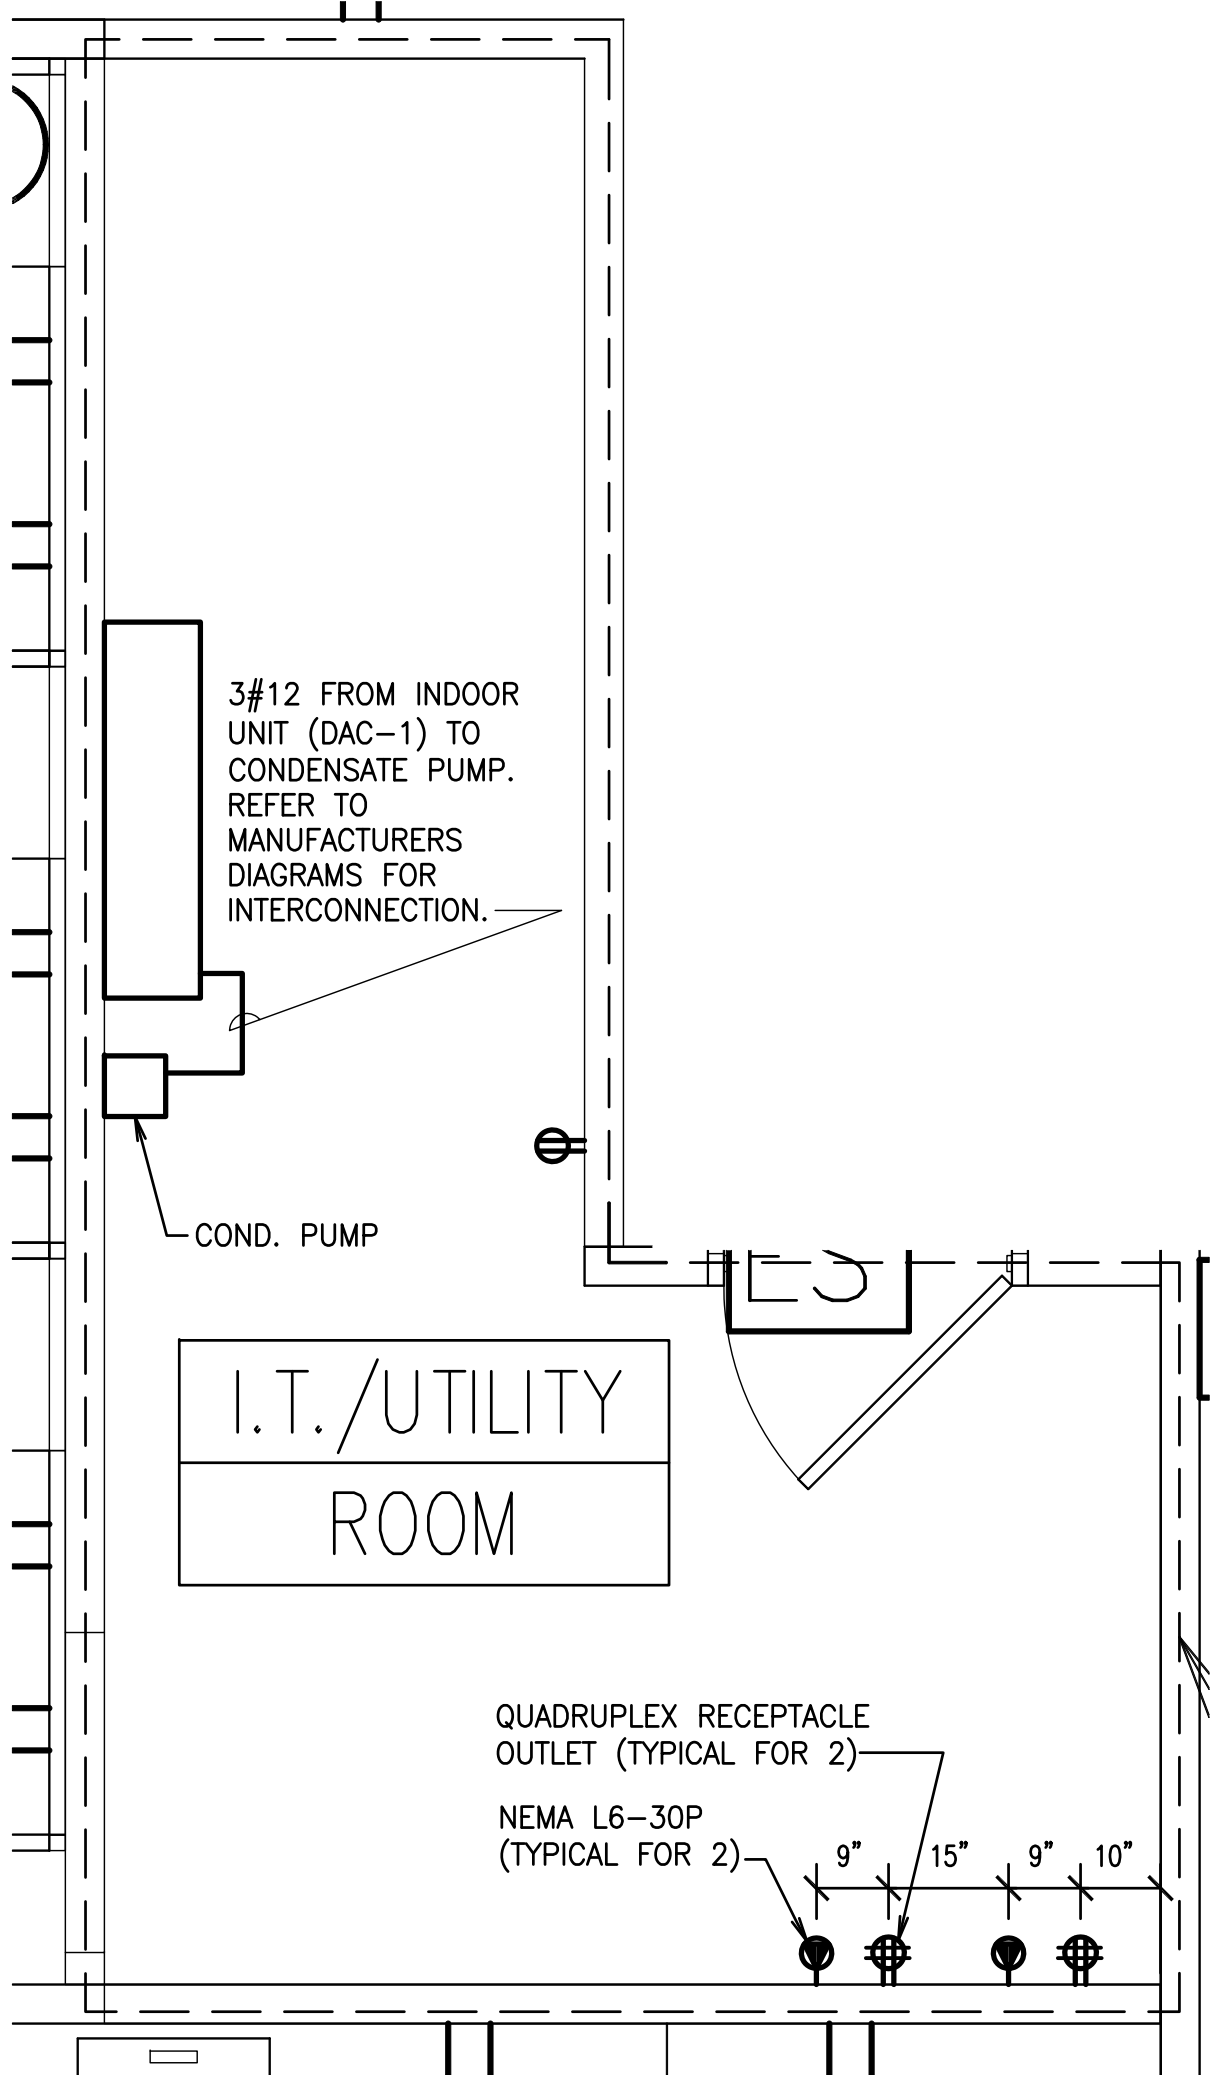 3#12 FROM INDOOR
UNIT (DAC-1) TO
CONDENSATE PUMP.
REFER TO
MANUFACTURERS
DIAGRAMS FOR
INTERCONNECTION.
COND. PUMP
I.T./UTILITY
ROOM
QUADRUPLEX RECEPTACLE
OUTLET (TYPICAL FOR 2)
NEMA L6-30P
(TYPICAL FOR 2)
9” 15” 9” 10”